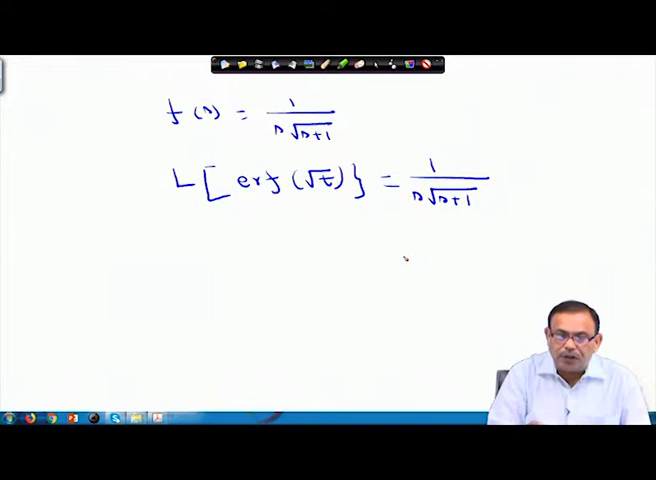 f(s) = 1/(s√(s+1))
L[erf(√t)} = 1/(s√(s+1))